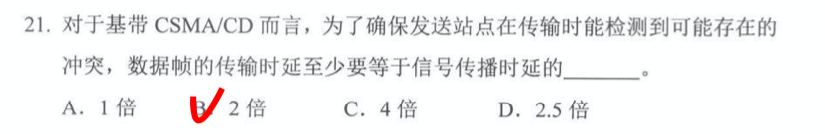 21. 对于基带 CSMA/CD 而言，为了确保发送站点在传输时能检测到可能存在的
冲突，数据帧的传输时延至少要等于信号传播时延的______。
A．1 倍 B．2 倍 C．4 倍 D．2.5 倍